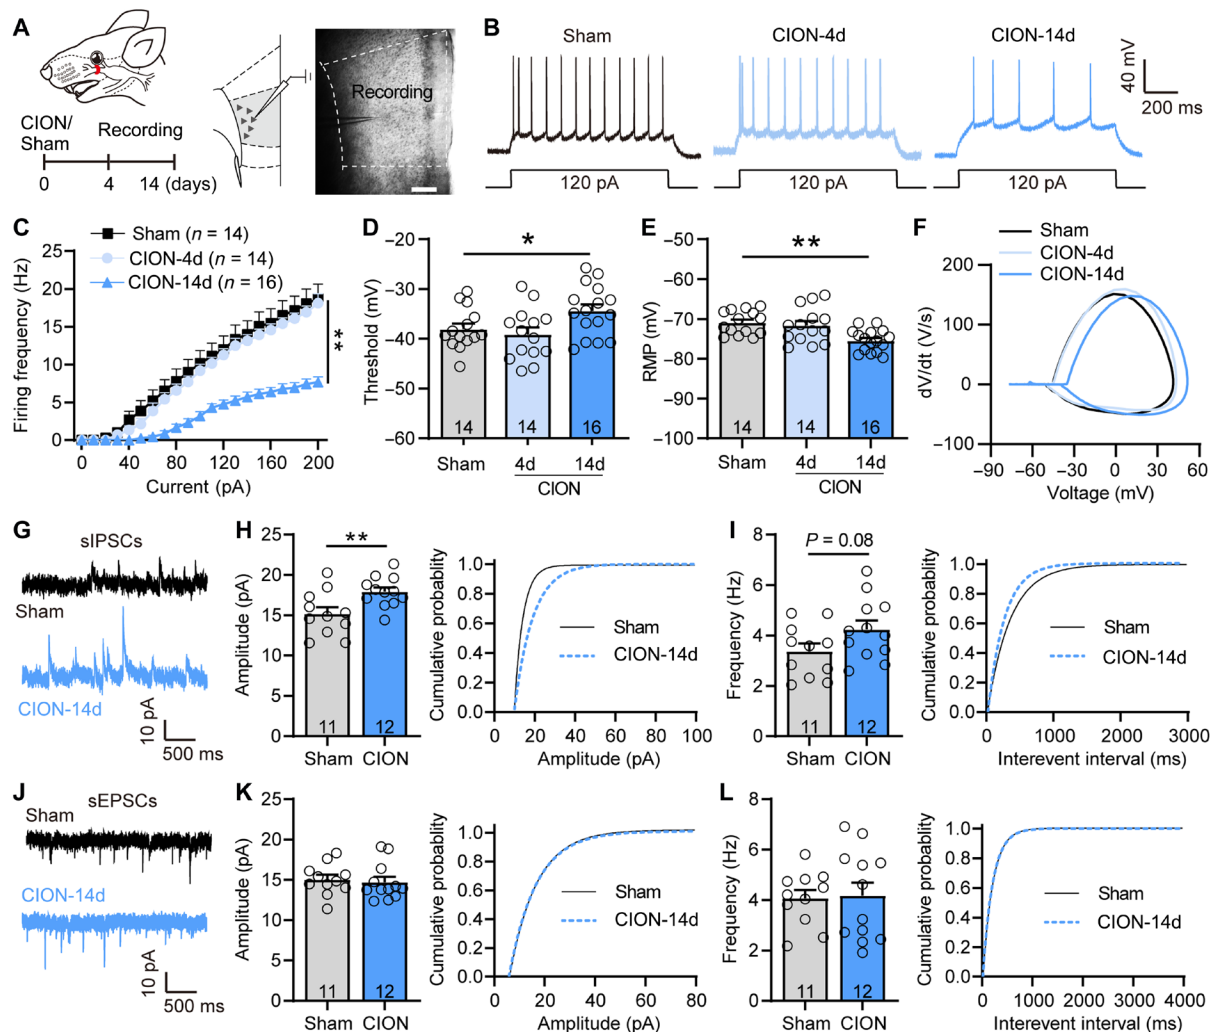 A
CION/
Sham
Recording
0 4 14 (days)
Recording
B
Sham
CION-4d
CION-14d
40 mV
200 ms
120 pA
120 pA
120 pA
C
Sham (n = 14)
CION-4d (n = 14)
CION-14d (n = 16)
Firing frequency (Hz)
25
20
15
10
5
0
0 40 80 120 160 200
Current (pA)
**
D
Threshold (mV)
−20
−30
−40
−50
−60
*
14 14 16
Sham 4d 14d
CION
E
RMP (mV)
−50
−60
−70
−80
−90
−100
**
14 14 16
Sham 4d 14d
CION
F
Sham
CION-4d
CION-14d
dV/dt (V/s)
200
100
0
−100
−90 −60 −30 0 30 60
Voltage (mV)
G
sIPSCs
Sham
CION-14d
10 pA
500 ms
H
Amplitude (pA)
25
20
15
10
5
0
**
11 12
Sham CION
Cumulative probablity
1.0
0.8
0.6
0.4
0.2
0.0
Sham
CION-14d
0 20 40 60 80 100
Amplitude (pA)
I
Frequency (Hz)
8
6
4
2
0
P = 0.08
11 12
Sham CION
Cumulative probablity
1.0
0.8
0.6
0.4
0.2
0.0
Sham
CION-14d
0 1000 2000 3000
Interevent interval (ms)
J
sEPSCs
Sham
CION-14d
10 pA
500 ms
K
Amplitude (pA)
25
20
15
10
5
0
11 12
Sham CION
Cumulative probablity
1.0
0.8
0.6
0.4
0.2
0.0
Sham
CION-14d
0 20 40 60 80
Amplitude (pA)
L
Frequency (Hz)
8
6
4
2
0
11 12
Sham CION
Cumulative probablity
1.0
0.8
0.6
0.4
0.2
0.0
Sham
CION-14d
0 1000 2000 3000 4000
Interevent interval (ms)